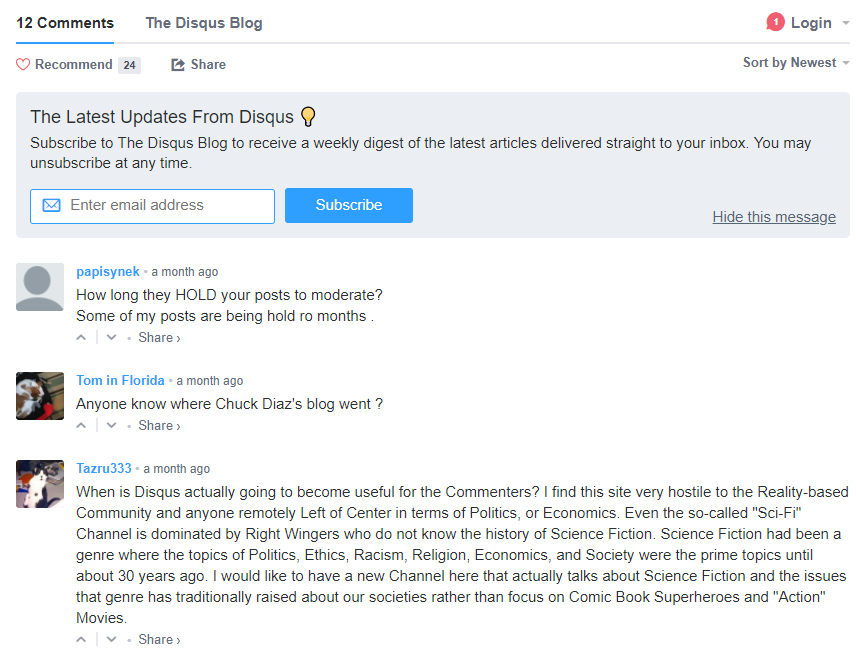 12 Comments The Disqus Blog 1 Login
Recommend 24 Share Sort by Newest
The Latest Updates From Disqus
Subscribe to The Disqus Blog to receive a weekly digest of the latest articles delivered straight to your inbox. You may
unsubscribe at any time.
Enter email address Subscribe
Hide this message
papisynek • a month ago
How long they HOLD your posts to moderate?
Some of my posts are being hold ro months .
• Share ›
Tom in Florida • a month ago
Anyone know where Chuck Diaz's blog went ?
• Share ›
Tazru333 • a month ago
When is Disqus actually going to become useful for the Commenters? I find this site very hostile to the Reality-based
Community and anyone remotely Left of Center in terms of Politics, or Economics. Even the so-called "Sci-Fi"
Channel is dominated by Right Wingers who do not know the history of Science Fiction. Science Fiction had been a
genre where the topics of Politics, Ethics, Racism, Religion, Economics, and Society were the prime topics until
about 30 years ago. I would like to have a new Channel here that actually talks about Science Fiction and the issues
that genre has traditionally raised about our societies rather than focus on Comic Book Superheroes and "Action"
Movies.
• Share ›